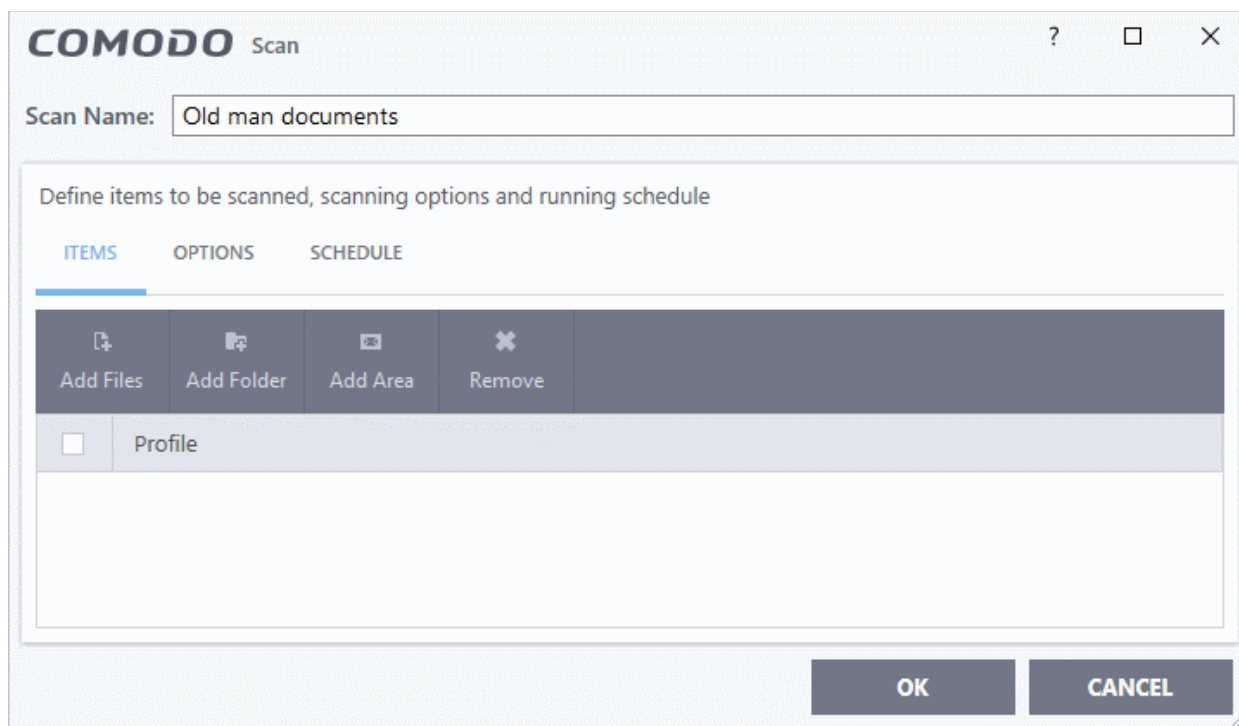 COMODO Scan ?
Scan Name: Old man documents
Define items to be scanned, scanning options and running schedule
ITEMS OPTIONS SCHEDULE
Add Files Add Folder Add Area Remove
Profile
OK CANCEL